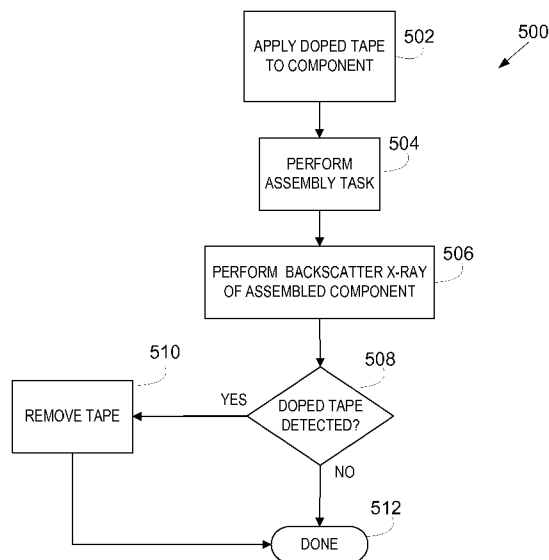 APPLY DOPED TAPE
TO COMPONENT
502
500
PERFORM
ASSEMBLY TASK
504
PERFORM BACKSCATTER X-RAY
OF ASSEMBLED COMPONENT
506
DOPED TAPE
DETECTED?
508
YES
NO
REMOVE TAPE
510
DONE
512